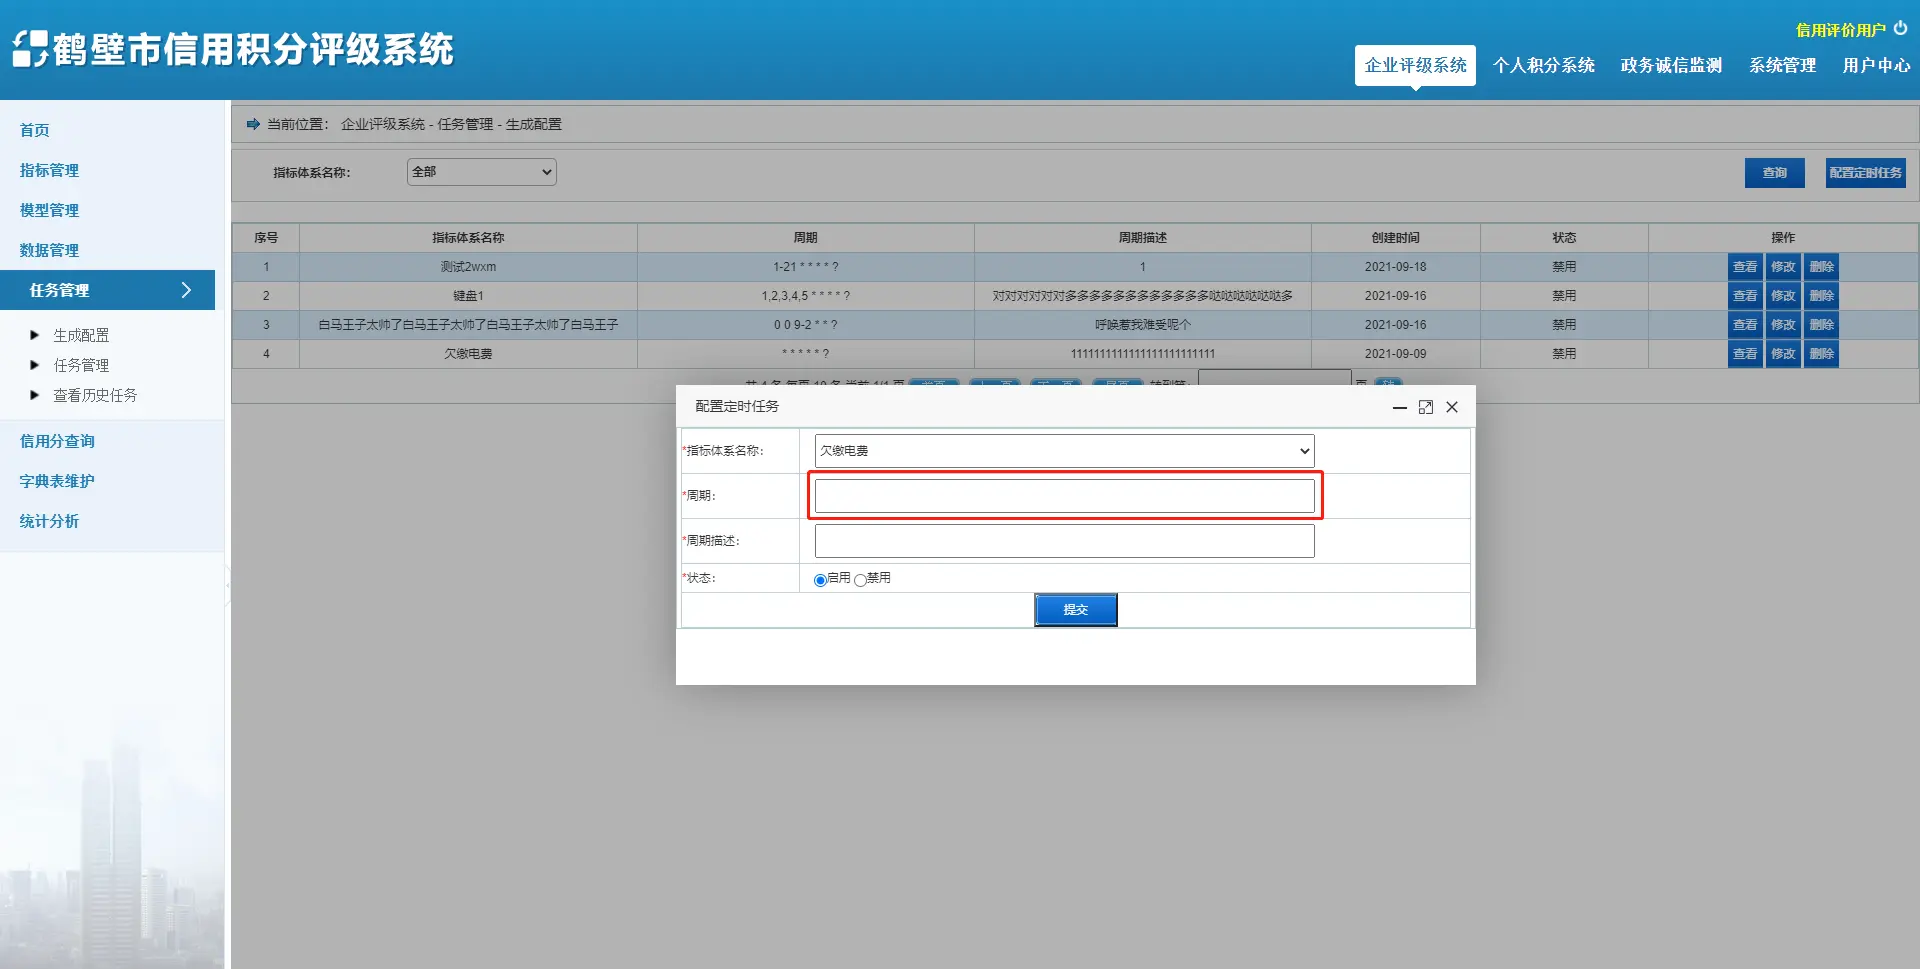 鹤壁市信用积分评级系统
信用评价用户
企业评级系统 个人积分系统 政务诚信监测 系统管理 用户中心
首页
指标管理
模型管理
数据管理
任务管理
生成配置
任务管理
查看历史任务
信用分查询
字典表维护
统计分析
当前位置: 企业评级系统 - 任务管理 - 生成配置
指标体系名称: 全部 查询 配置定时任务
序号 指标体系名称 周期 周期描述 创建时间 状态 操作
1 测试2wxm 1-21 * * * * ? 1 2021-09-18 禁用 查看 修改 删除
2 键盘1 1,2,3,4,5 * * * * ? 对对对对对对多多多多多多多多多多多多哒哒哒哒哒哒多 2021-09-16 禁用 查看 修改 删除
3 白马王子太帅了白马王子太帅了白马王子太帅了白马王子 0 0 9-2 * * ? 呼唤惹我难受呢个 2021-09-16 禁用 查看 修改 删除
4 欠缴电费 * * * * * ? 1111111111111111111111111 2021-09-09 禁用 查看 修改 删除
配置定时任务
*指标体系名称: 欠缴电费
*周期:
*周期描述:
*状态: 启用 禁用
提交